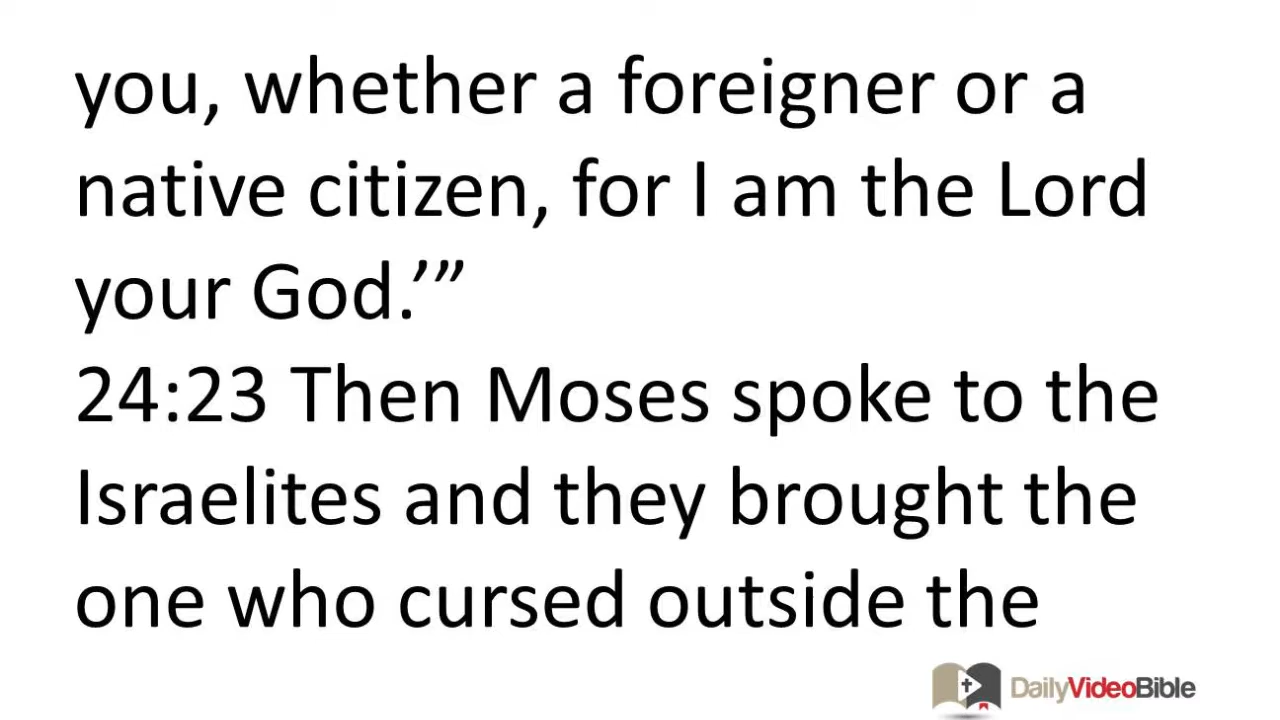 you, whether a foreigner or a
native citizen, for I am the Lord
your God.’”
24:23 Then Moses spoke to the
Israelites and they brought the
one who cursed outside the
DailyVideoBible